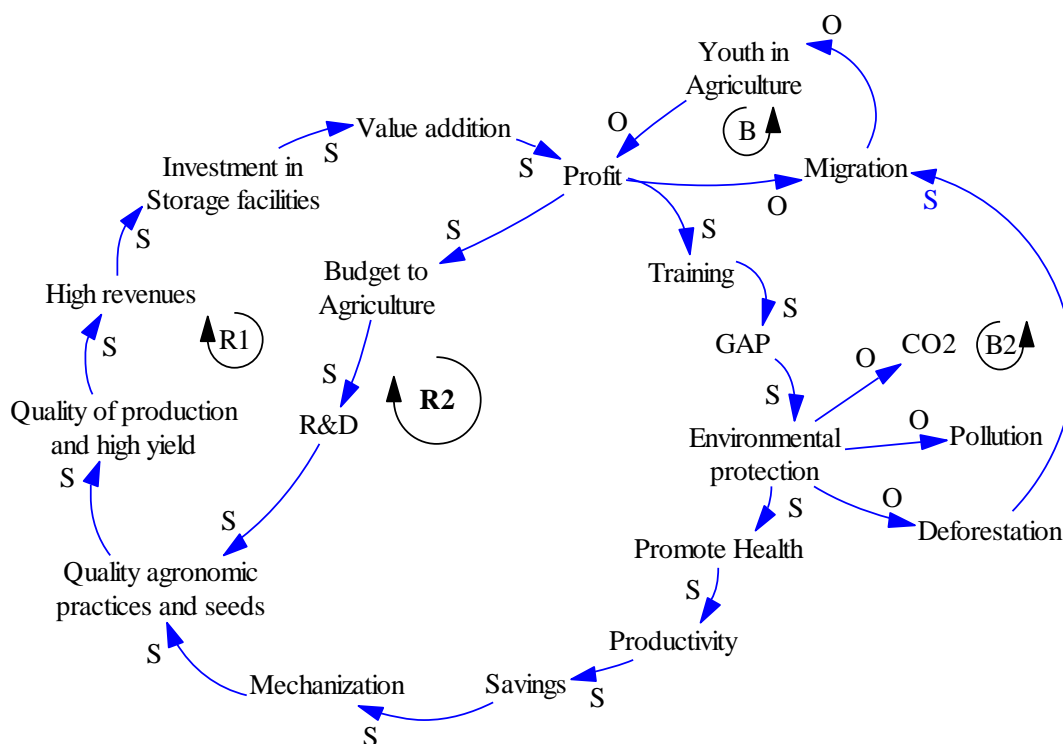 O
Youth in
Agriculture
O
B
Value addition
S
S
Investment in
Storage facilities
Profit
Migration
O
S
S
S
S
Budget to
Agriculture
Training
High revenues
S
R1
GAP
CO2
B2
S
O
S
R2
S
Quality of production
and high yield
R&D
O
Environmental
protection
Pollution
S
O
S
S
Deforestation
Promote Health
Quality agronomic
practices and seeds
S
Productivity
S
Mechanization
Savings
S
S